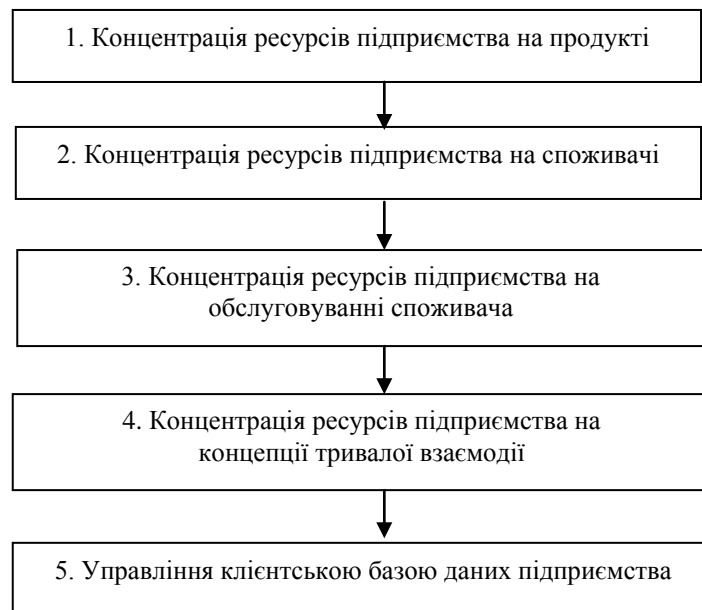 1. Концентрація ресурсів підприємства на продукті
2. Концентрація ресурсів підприємства на споживачі
3. Концентрація ресурсів підприємства на
обслуговуванні споживача
4. Концентрація ресурсів підприємства на
концепції тривалої взаємодії
5. Управління клієнтською базою даних підприємства